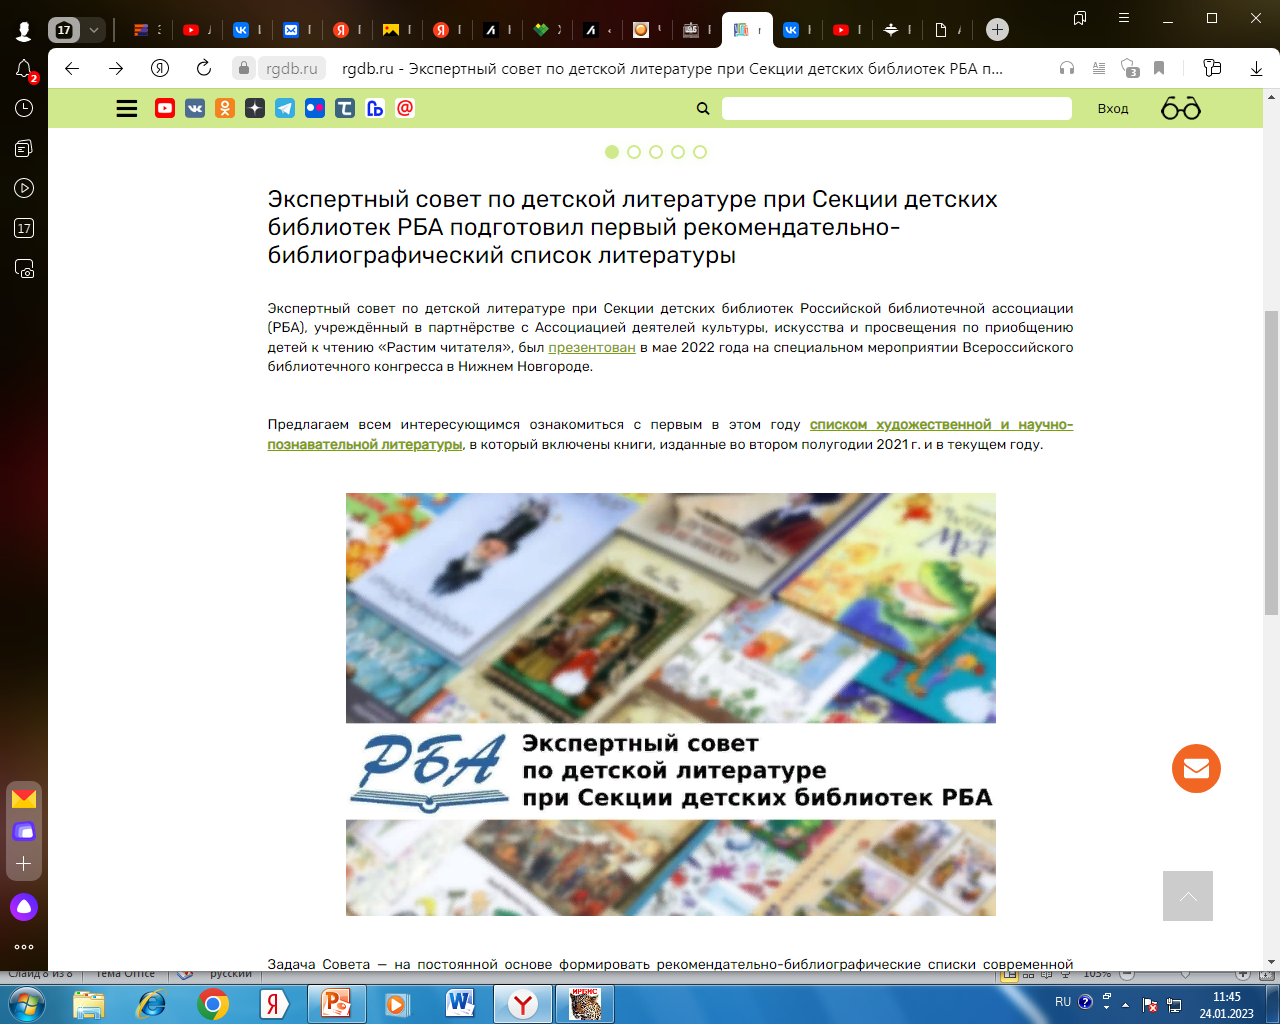 17
rgdb.ru
rgdb.ru - Экспертный совет по детской литературе при Секции детских библиотек РБА п...
3
2
17
Вход
Экспертный совет по детской литературе при Секции детских
библиотек РБА подготовил первый рекомендательно-
библиографический список литературы
Экспертный совет по детской литературе при Секции детских библиотек Российской библиотечной ассоциации
(РБА), учреждённый в партнёрстве с Ассоциацией деятелей культуры, искусства и просвещения по приобщению
детей к чтению «Растим читателя», был презентован в мае 2022 года на специальном мероприятии Всероссийского
библиотечного конгресса в Нижнем Новгороде.
Предлагаем всем интересующимся ознакомиться с первым в этом году списком художественной и научно-
познавательной литературы, в который включены книги, изданные во втором полугодии 2021 г. и в текущем году.
РБА
Экспертный совет
по детской литературе
при Секции детских библиотек РБА
Задача Совета — на постоянной основе формировать рекомендательно-библиографические списки современной
Слайд 8 из 8
Тема Office
русский
103%
RU
11:45
24.01.2023